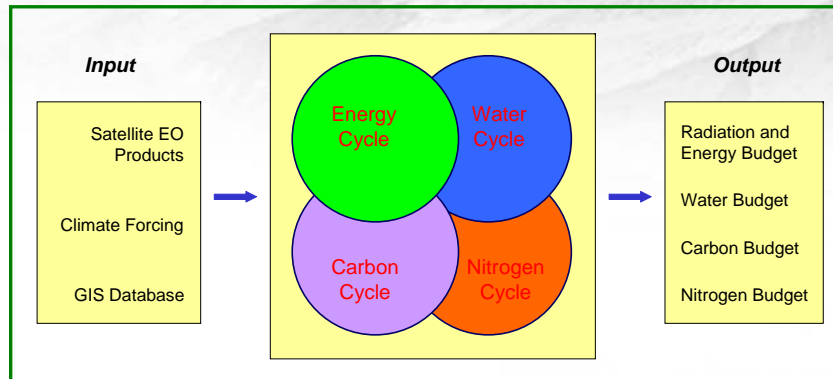 Input
Satellite EO
Products
Climate Forcing
GIS Database
Energy
Cycle
Water
Cycle
Carbon
Cycle
Nitrogen
Cycle
Output
Radiation and
Energy Budget
Water Budget
Carbon Budget
Nitrogen Budget